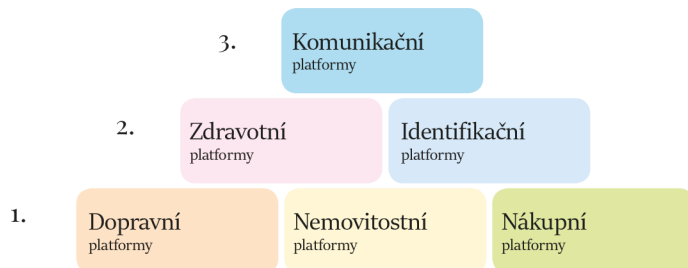 3.
Komunikační
platformy
2.
Zdravotní
platformy
Identifikační
platformy
1.
Dopravní
platformy
Nemovitostní
platformy
Nákupní
platformy